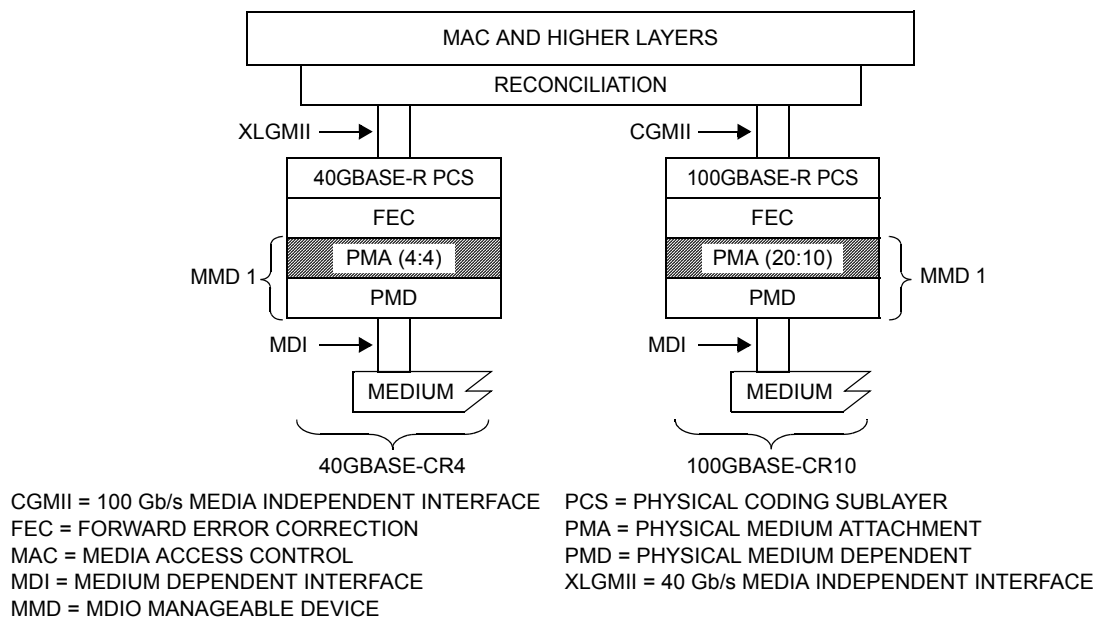 MAC AND HIGHER LAYERS
RECONCILIATION
XLGMII
CGMII
40GBASE-R PCS
100GBASE-R PCS
FEC
FEC
MMD 1
PMA (4:4)
PMA (20:10)
MMD 1
PMD
PMD
MDI
MDI
MEDIUM
MEDIUM
40GBASE-CR4
100GBASE-CR10
CGMII = 100 Gb/s MEDIA INDEPENDENT INTERFACE
FEC = FORWARD ERROR CORRECTION
MAC = MEDIA ACCESS CONTROL
MDI = MEDIUM DEPENDENT INTERFACE
MMD = MDIO MANAGEABLE DEVICE
PCS = PHYSICAL CODING SUBLAYER
PMA = PHYSICAL MEDIUM ATTACHMENT
PMD = PHYSICAL MEDIUM DEPENDENT
XLGMII = 40 Gb/s MEDIA INDEPENDENT INTERFACE